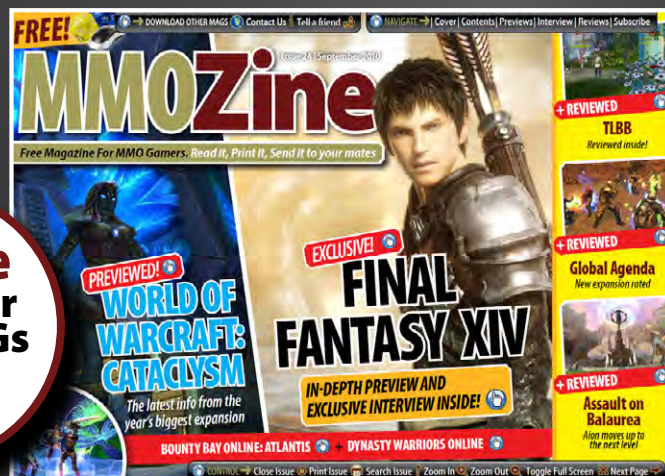 FREE!
DOWNLOAD OTHER MAGS Contact Us Tell a friend
NAVIGATE Cover | Contents | Previews | Interview | Reviews | Subscribe
Issue 24 | September 2010
MMOZine
Free Magazine For MMO Gamers. Read it, Print it, Send it to your mates
PREVIEWED!
WORLD OF
WARCRAFT:
CATACLYSM
The latest info from the
year's biggest expansion
EXCLUSIVE!
FINAL
FANTASY XIV
IN-DEPTH PREVIEW AND
EXCLUSIVE INTERVIEW INSIDE!
+ REVIEWED
TLBB
Reviewed inside!
+ REVIEWED
Global Agenda
New expansion rated
+ REVIEWED
Assault on
Balaurea
Aion moves up to
the next level
BOUNTY BAY ONLINE: ATLANTIS + DYNASTY WARRIORS ONLINE
CONTROL Close Issue Print Issue Search Issue Zoom In Zoom Out Toggle Full Screen Next Page